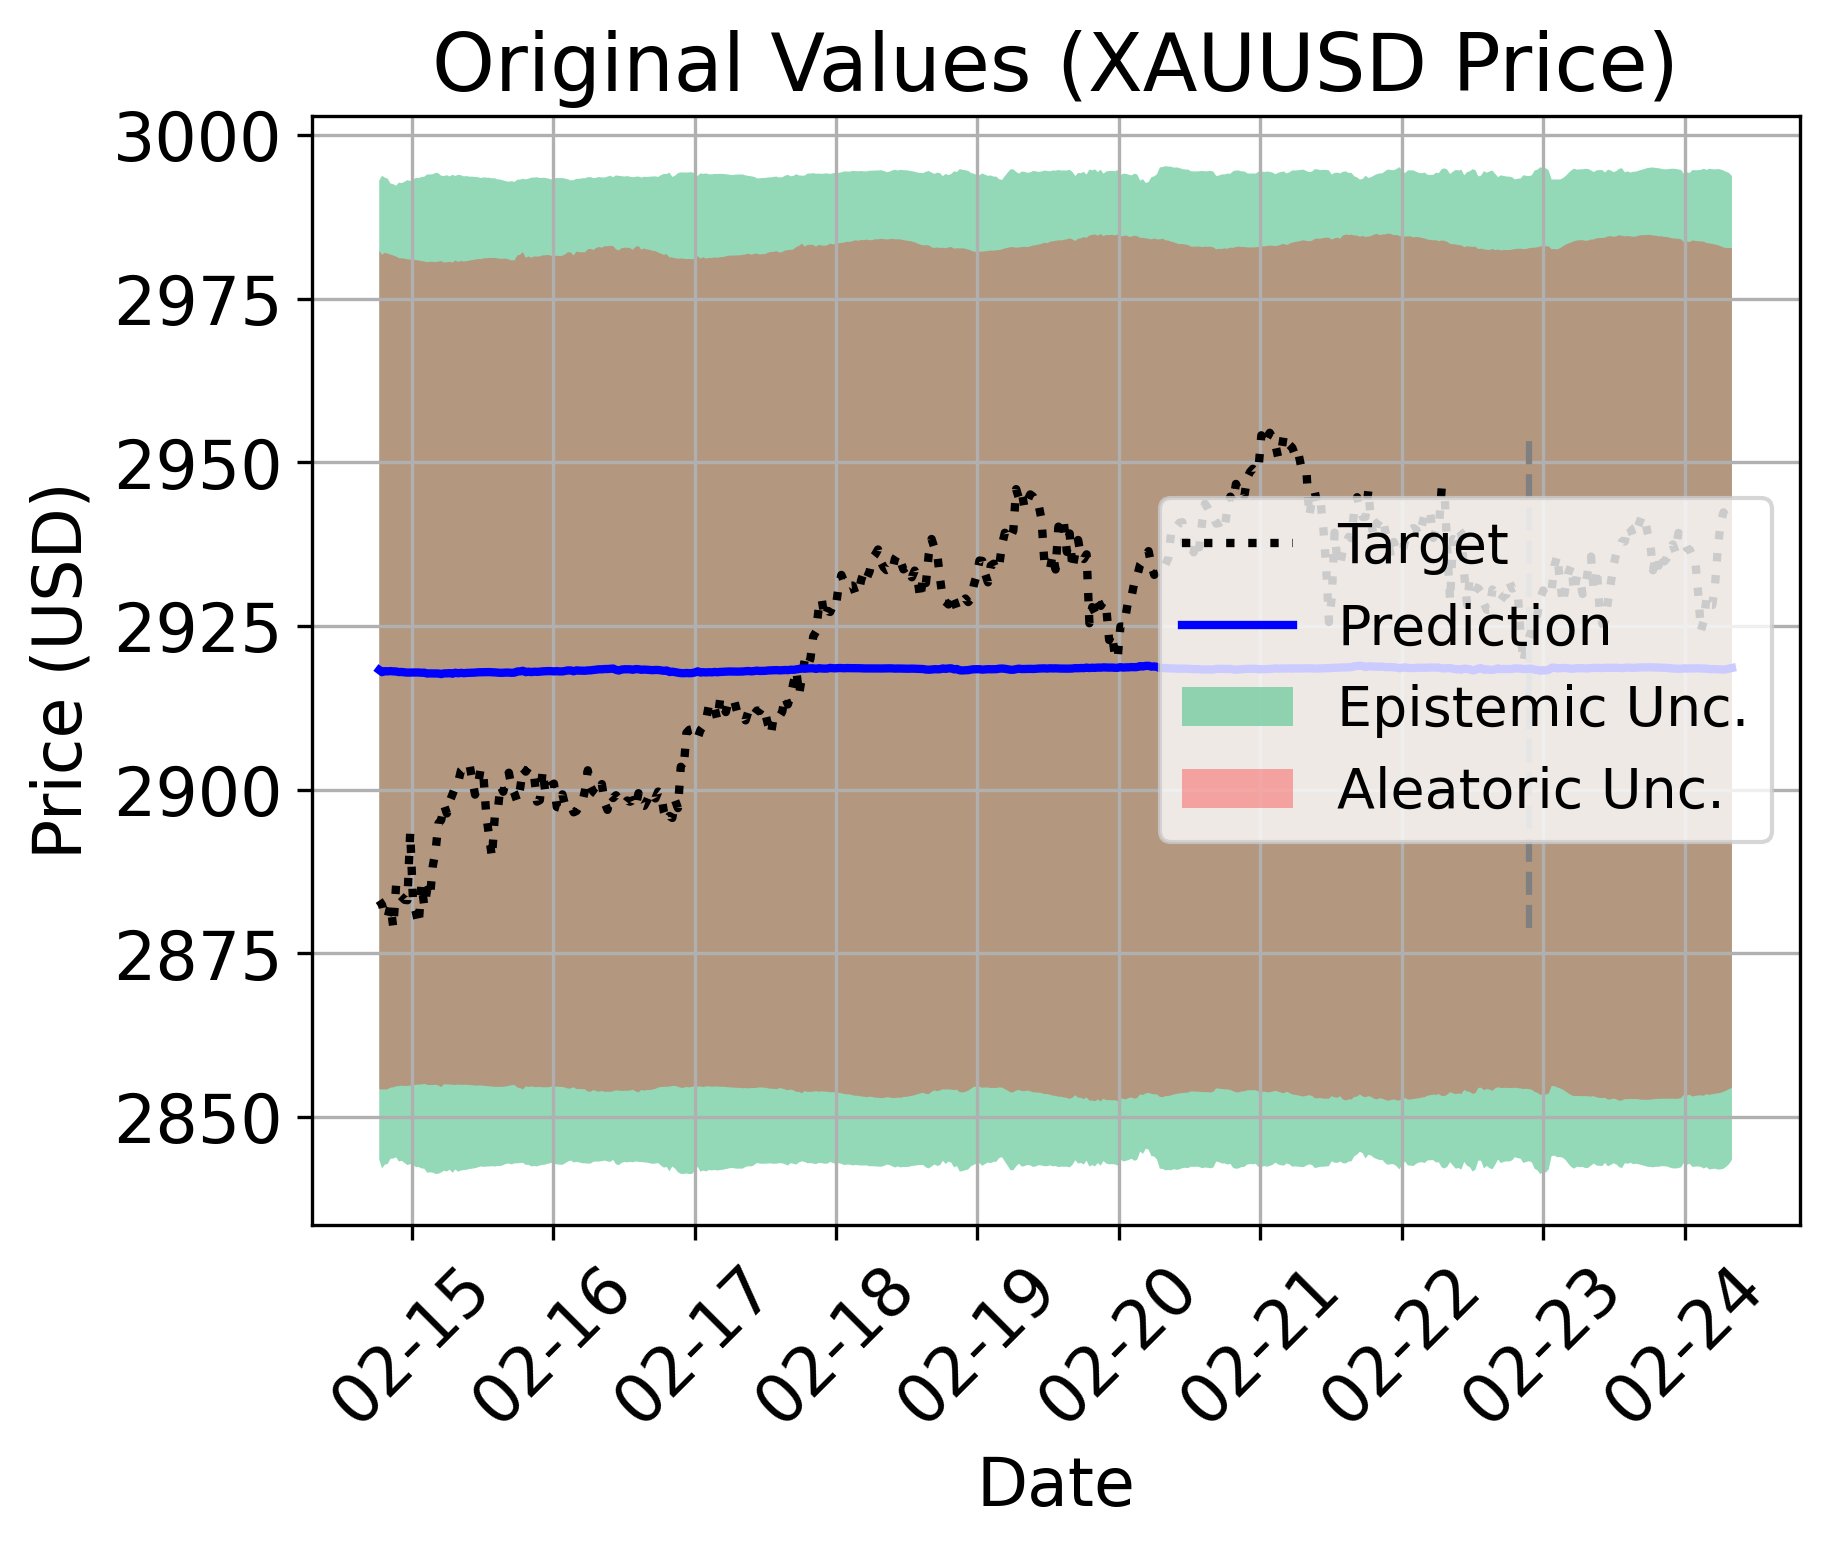 Original Values (XAUUSD Price)
Price (USD)
3000
2975
2950
2925
2900
2875
2850
Target
Prediction
Epistemic Unc.
Aleatoric Unc.
02-15
02-16
02-17
02-18
02-19
02-20
02-21
02-22
02-23
02-24
Date